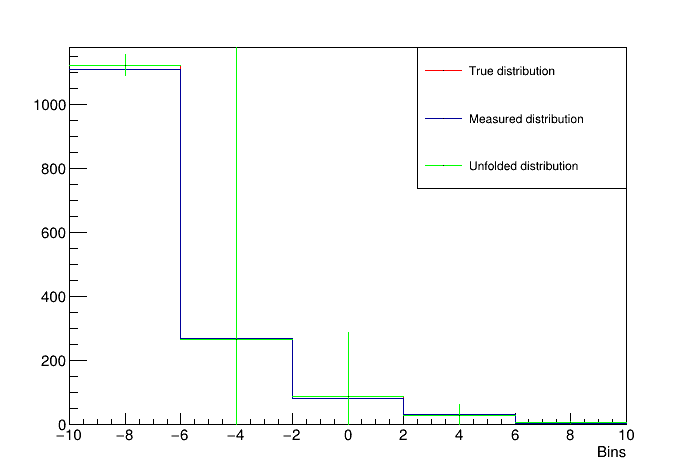 True distribution
Measured distribution
Unfolded distribution
1000
800
600
400
200
0
−10 −8 −6 −4 −2 0 2 4 6 8 10
Bins